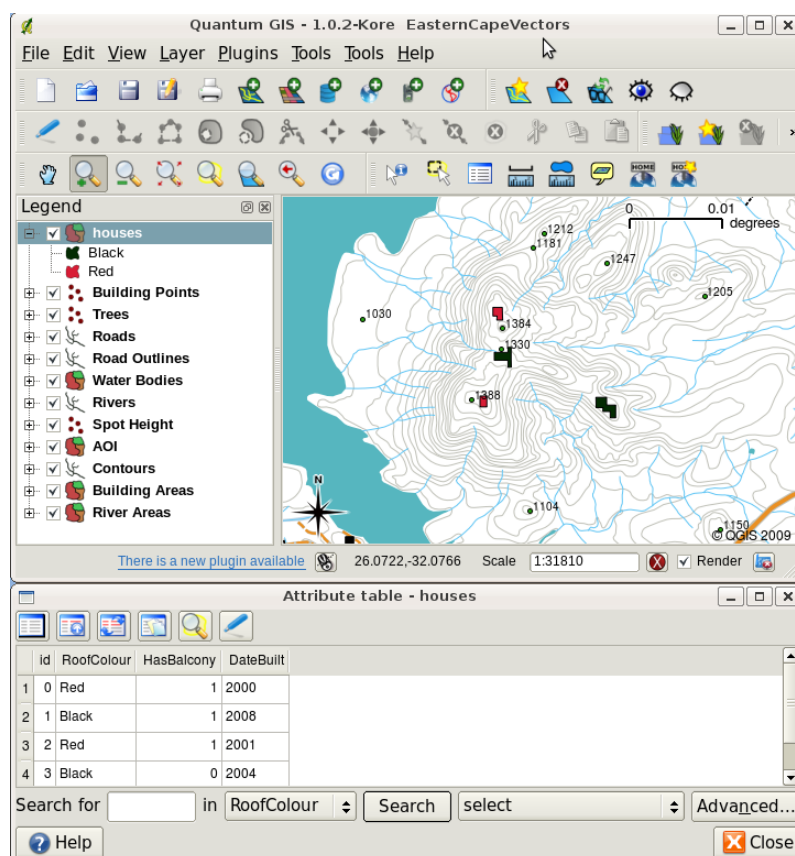 Quantum GIS - 1.0.2-Kore EasternCapeVectors
File Edit View Layer Plugins Tools Tools Help
HOME
Legend
houses
Black
Red
Building Points
Trees
Roads
Road Outlines
Water Bodies
Rivers
Spot Height
AOI
Contours
Building Areas
River Areas
0 0.01
degrees
1212
1181
1247
1205
1030
1384
1330
1388
1104
1150
N
© QGIS 2009
There is a new plugin available 26.0722,-32.0766 Scale 1:31810 Render
Attribute table - houses
id RoofColour HasBalcony DateBuilt
1 0 Red 1 2000
2 1 Black 1 2008
3 2 Red 1 2001
4 3 Black 0 2004
Search for in RoofColour Search select Advanced...
Help Close